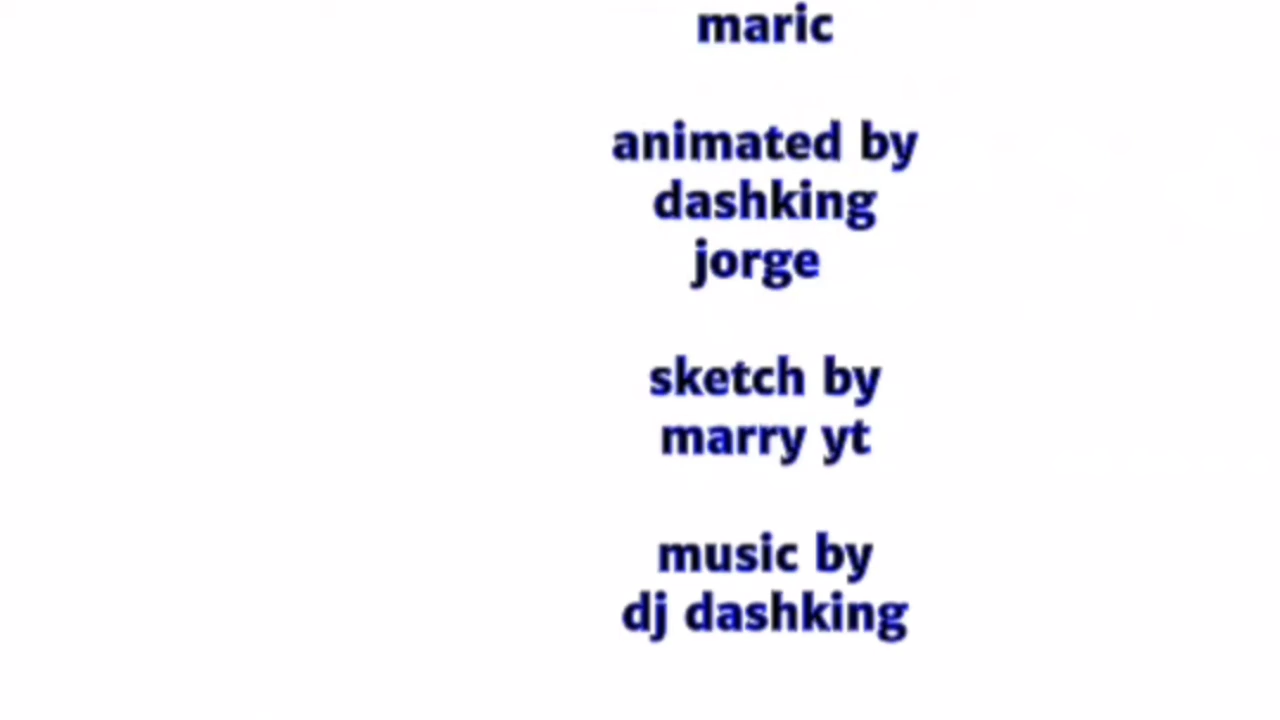 maric
animated by
dashking
jorge
sketch by
marry yt
music by
dj dashking